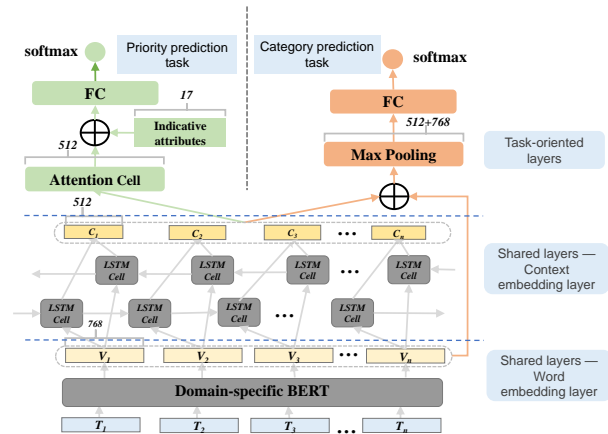 softmax
Priority prediction
task
Category prediction
task
softmax
FC
17
FC
512+768
Indicative
attributes
512
Max Pooling
Task-oriented
layers
Attention Cell
512
C1
C2
C3
...
Cn
LSTM
Cell
LSTM
Cell
LSTM
Cell
...
LSTM
Cell
Shared layers —
Context
embedding layer
LSTM
Cell
LSTM
Cell
LSTM
Cell
...
LSTM
Cell
768
V1
V2
V3
...
Vn
Shared layers —
Word
embedding layer
Domain-specific BERT
T1
T2
T3
...
Tn